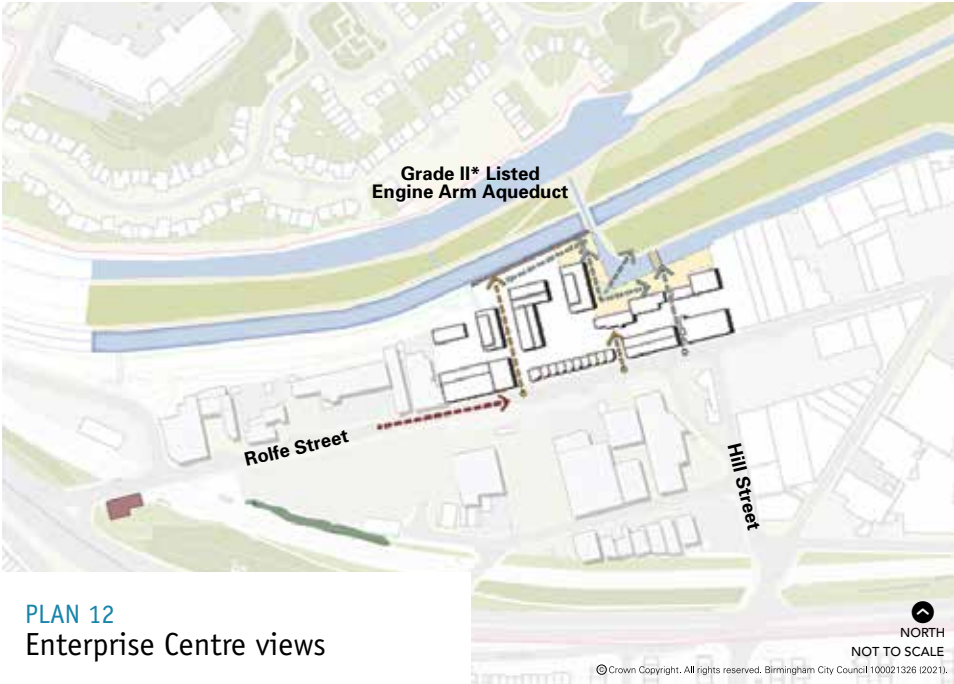 Grade II* Listed
Engine Arm Aqueduct
Rolfe Street
Hill Street
PLAN 12
Enterprise Centre views
NORTH
NOT TO SCALE
© Crown Copyright. All rights reserved. Birmingham City Council 100021326 (2021).